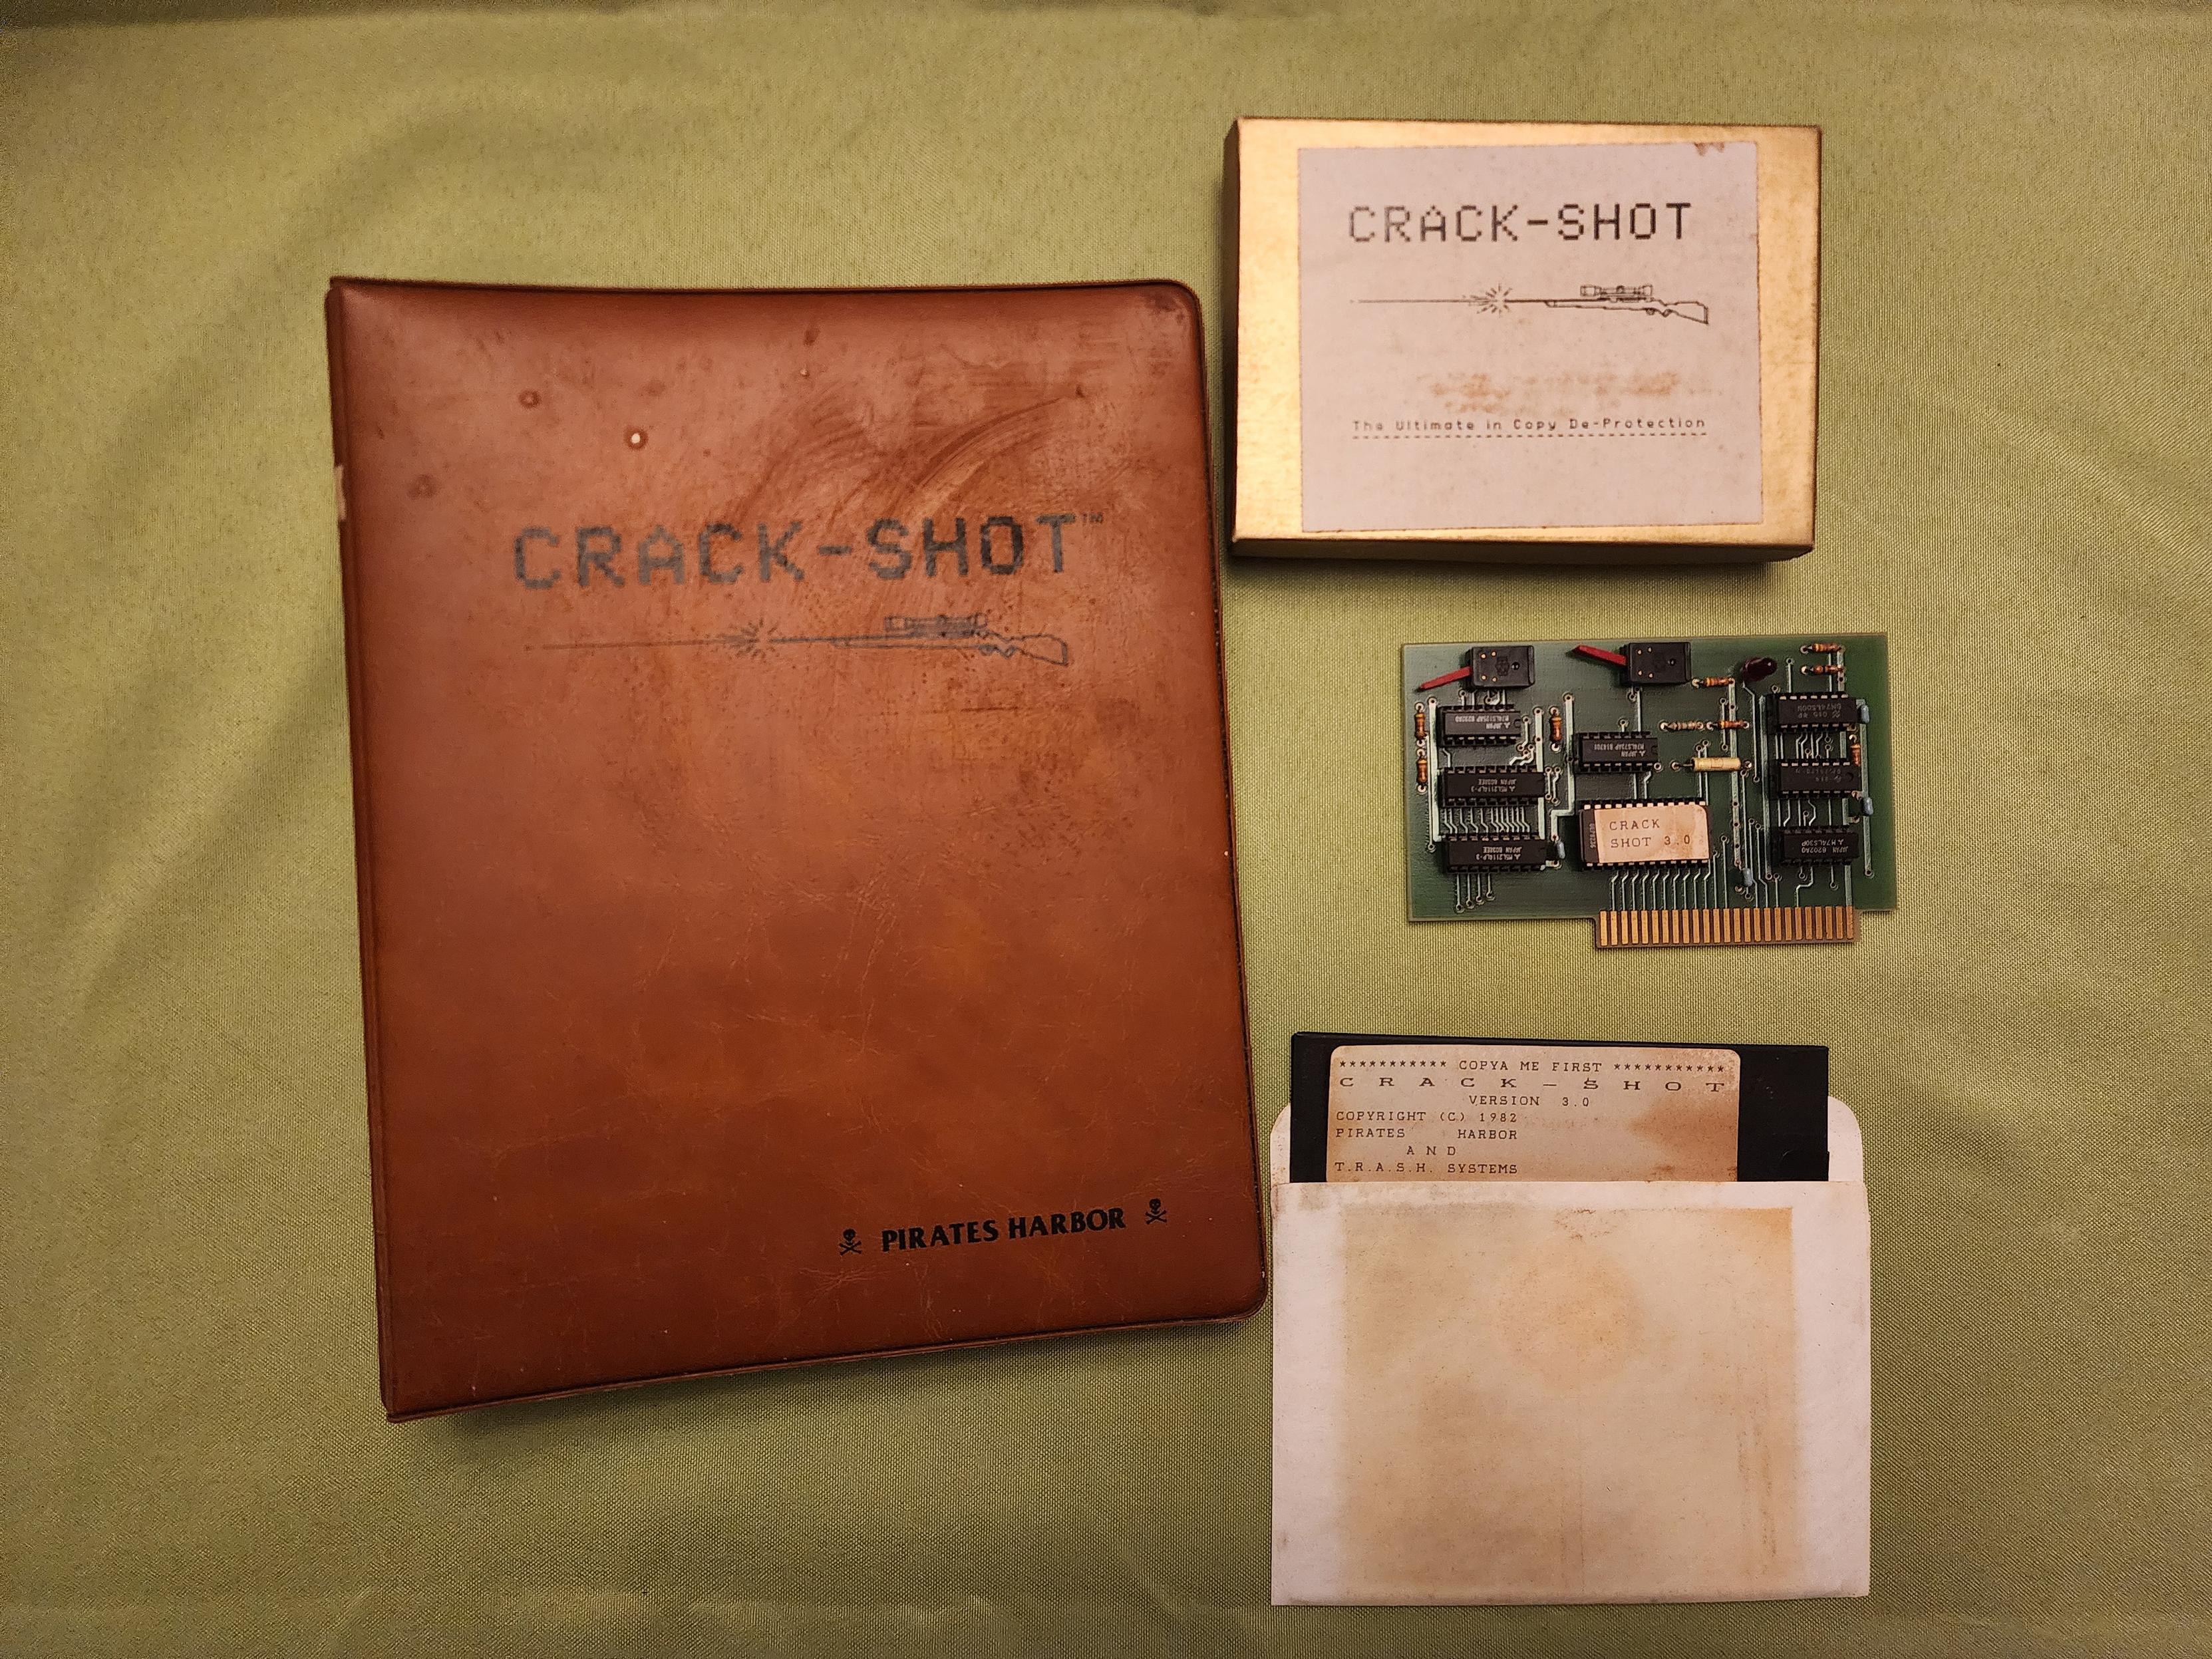 CRACK-SHOT™
PIRATES HARBOR
CRACK-SHOT
The Ultimate in Copy De-Protection
CRACK
SHOT 3.0
*********** COPYA ME FIRST ***********
C R A C K - S H O T
VERSION 3.0
COPYRIGHT (C) 1982
PIRATES HARBOR
A N D
T.R.A.S.H. SYSTEMS